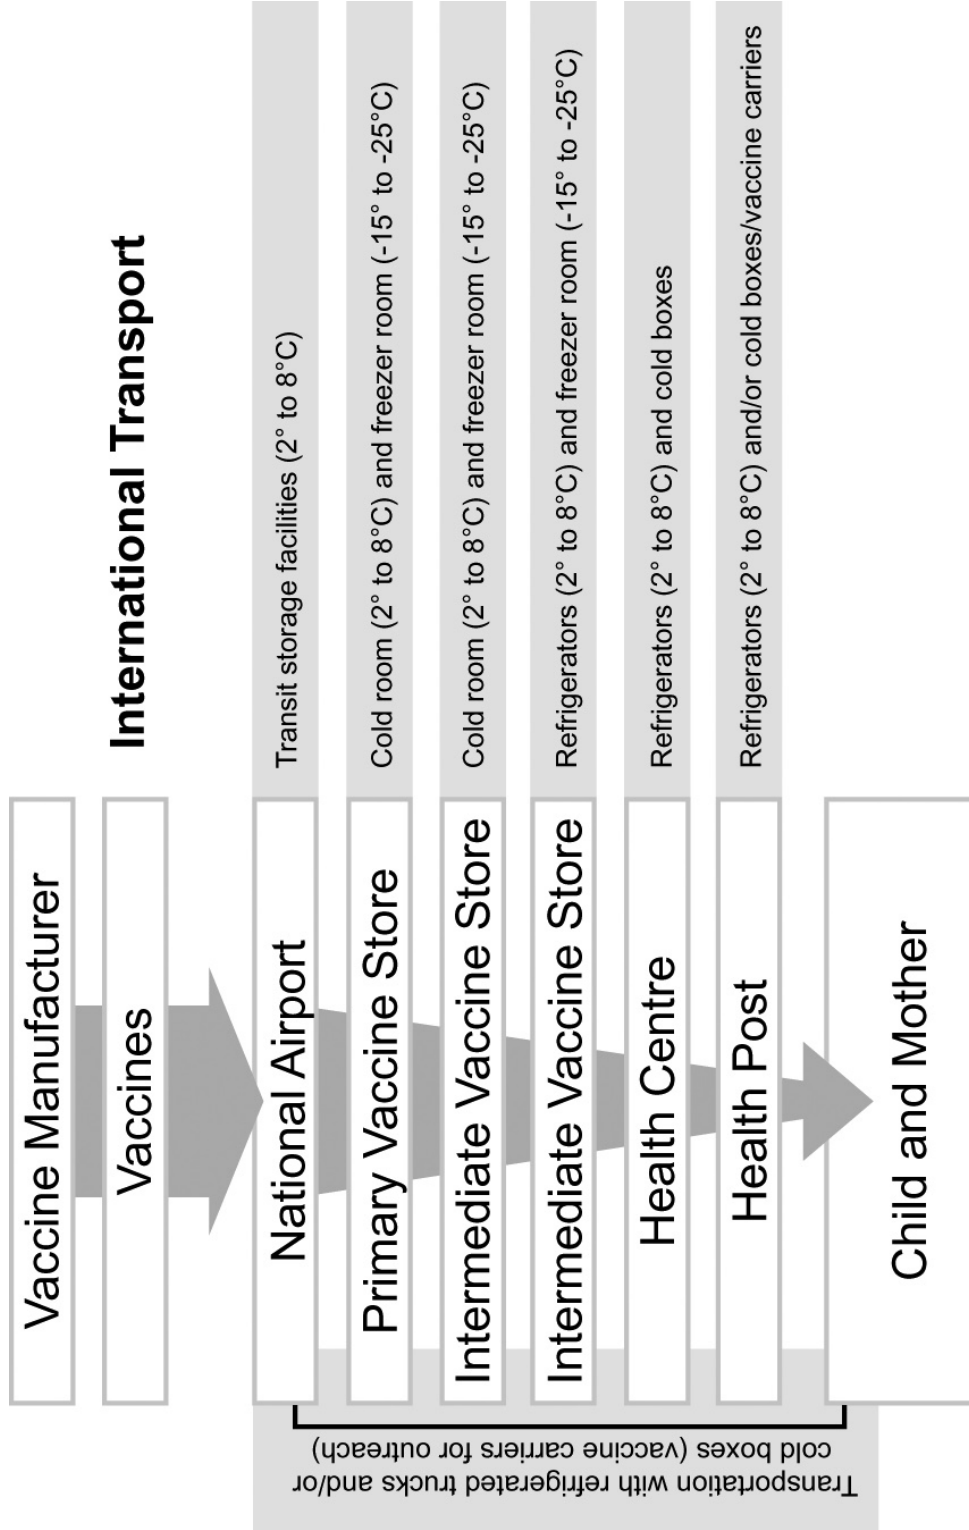 Vaccine Manufacturer
Vaccines
International Transport
National Airport
Transit storage facilities (2° to 8°C)
Primary Vaccine Store
Cold room (2° to 8°C) and freezer room (-15° to -25°C)
Intermediate Vaccine Store
Cold room (2° to 8°C) and freezer room (-15° to -25°C)
Intermediate Vaccine Store
Refrigerators (2° to 8°C) and freezer room (-15° to -25°C)
Health Centre
Refrigerators (2° to 8°C) and cold boxes
Health Post
Refrigerators (2° to 8°C) and/or cold boxes/vaccine carriers
Child and Mother
Transportation with refrigerated trucks and/or
cold boxes (vaccine carriers for outreach)